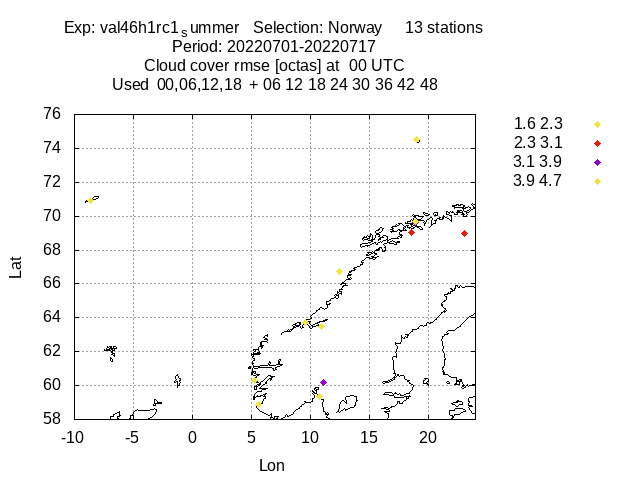 Exp: val46h1rc1summer Selection: Norway 13 stations
Period: 20220701-20220717
Cloud cover rmse [octas] at 00 UTC
Used 00,06,12,18 + 06 12 18 24 30 36 42 48
1.6 2.3
2.3 3.1
3.1 3.9
3.9 4.7
Lat
76
74
72
70
68
66
64
62
60
58
-10 -5 0 5 10 15 20
Lon